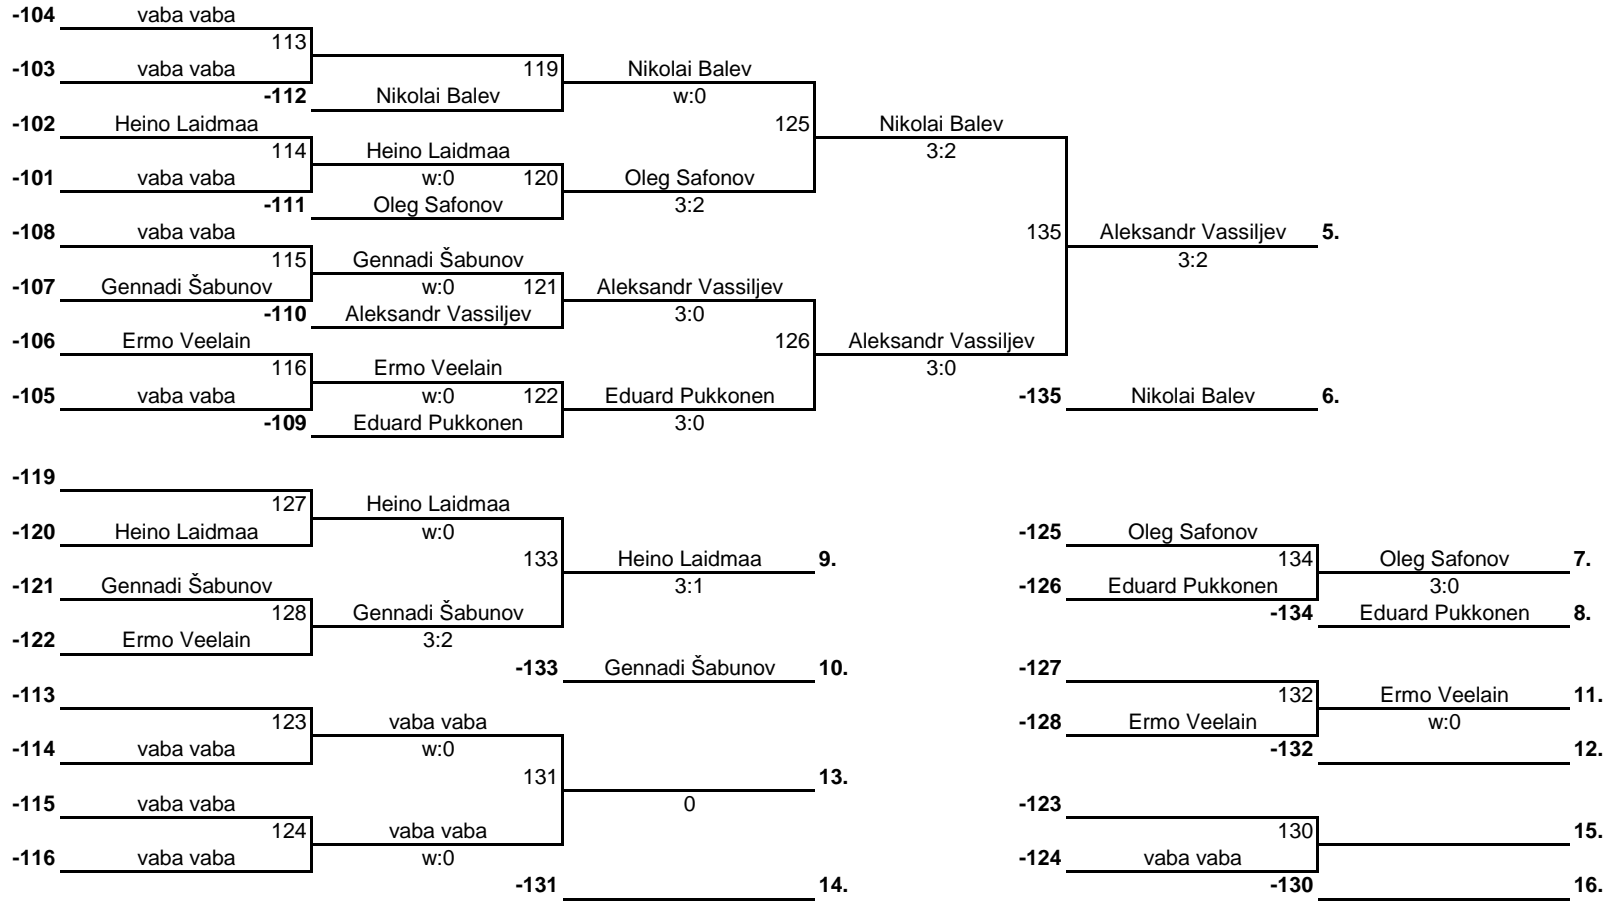 -104 vaba vaba
113
-103 vaba vaba 119 Nikolai Balev
-112 Nikolai Balev w:0
-102 Heino Laidmaa 125 Nikolai Balev
114 Heino Laidmaa 3:2
-101 vaba vaba w:0 120 Oleg Safonov
-111 Oleg Safonov 3:2
-108 vaba vaba 135 Aleksandr Vassiljev 5.
115 Gennadi Šabunov 3:2
-107 Gennadi Šabunov w:0 121 Aleksandr Vassiljev
-110 Aleksandr Vassiljev 3:0
-106 Ermo Veelain 126 Aleksandr Vassiljev
116 Ermo Veelain 3:0
-105 vaba vaba w:0 122 Eduard Pukkonen -135 Nikolai Balev 6.
-109 Eduard Pukkonen 3:0
-119
127 Heino Laidmaa
-120 Heino Laidmaa w:0 -125 Oleg Safonov
133 Heino Laidmaa 9. 134 Oleg Safonov 7.
-121 Gennadi Šabunov 3:1 -126 Eduard Pukkonen 3:0
128 Gennadi Šabunov -134 Eduard Pukkonen 8.
-122 Ermo Veelain 3:2
-133 Gennadi Šabunov 10. -127
-113 132 Ermo Veelain 11.
123 vaba vaba -128 Ermo Veelain w:0
-114 vaba vaba w:0 -132 12.
131 13.
-115 vaba vaba 0 -123
124 vaba vaba 130 15.
-116 vaba vaba w:0 -124 vaba vaba
-131 14. -130 16.